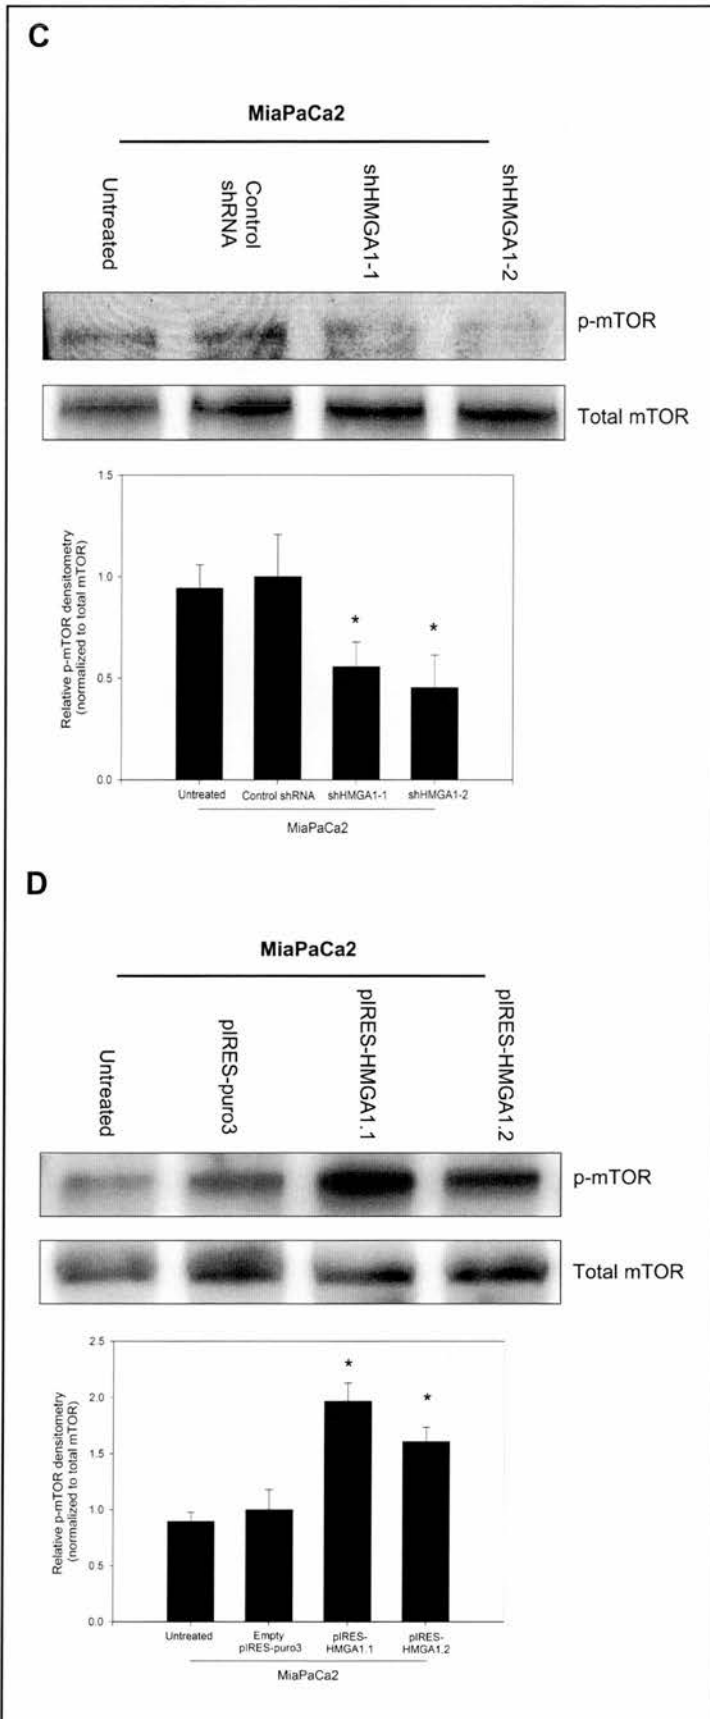 C
MiaPaCa2
Untreated
Control
shRNA
shHMGA1-1
shHMGA1-2
p-mTOR
Total mTOR
Relative p-mTOR densitometry
(normalized to total mTOR)
1.5
1.0
0.5
0.0
*
*
Untreated Control shRNA shHMGA1-1 shHMGA1-2
MiaPaCa2
D
MiaPaCa2
Untreated
pIRES-puro3
pIRES-HMGA1.1
pIRES-HMGA1.2
p-mTOR
Total mTOR
Relative p-mTOR densitometry
(normalized to total mTOR)
2.5
2.0
1.5
1.0
0.5
0.0
*
*
Untreated Empty pIRES- pIRES-
pIRES-puro3 HMGA1.1 HMGA1.2
MiaPaCa2